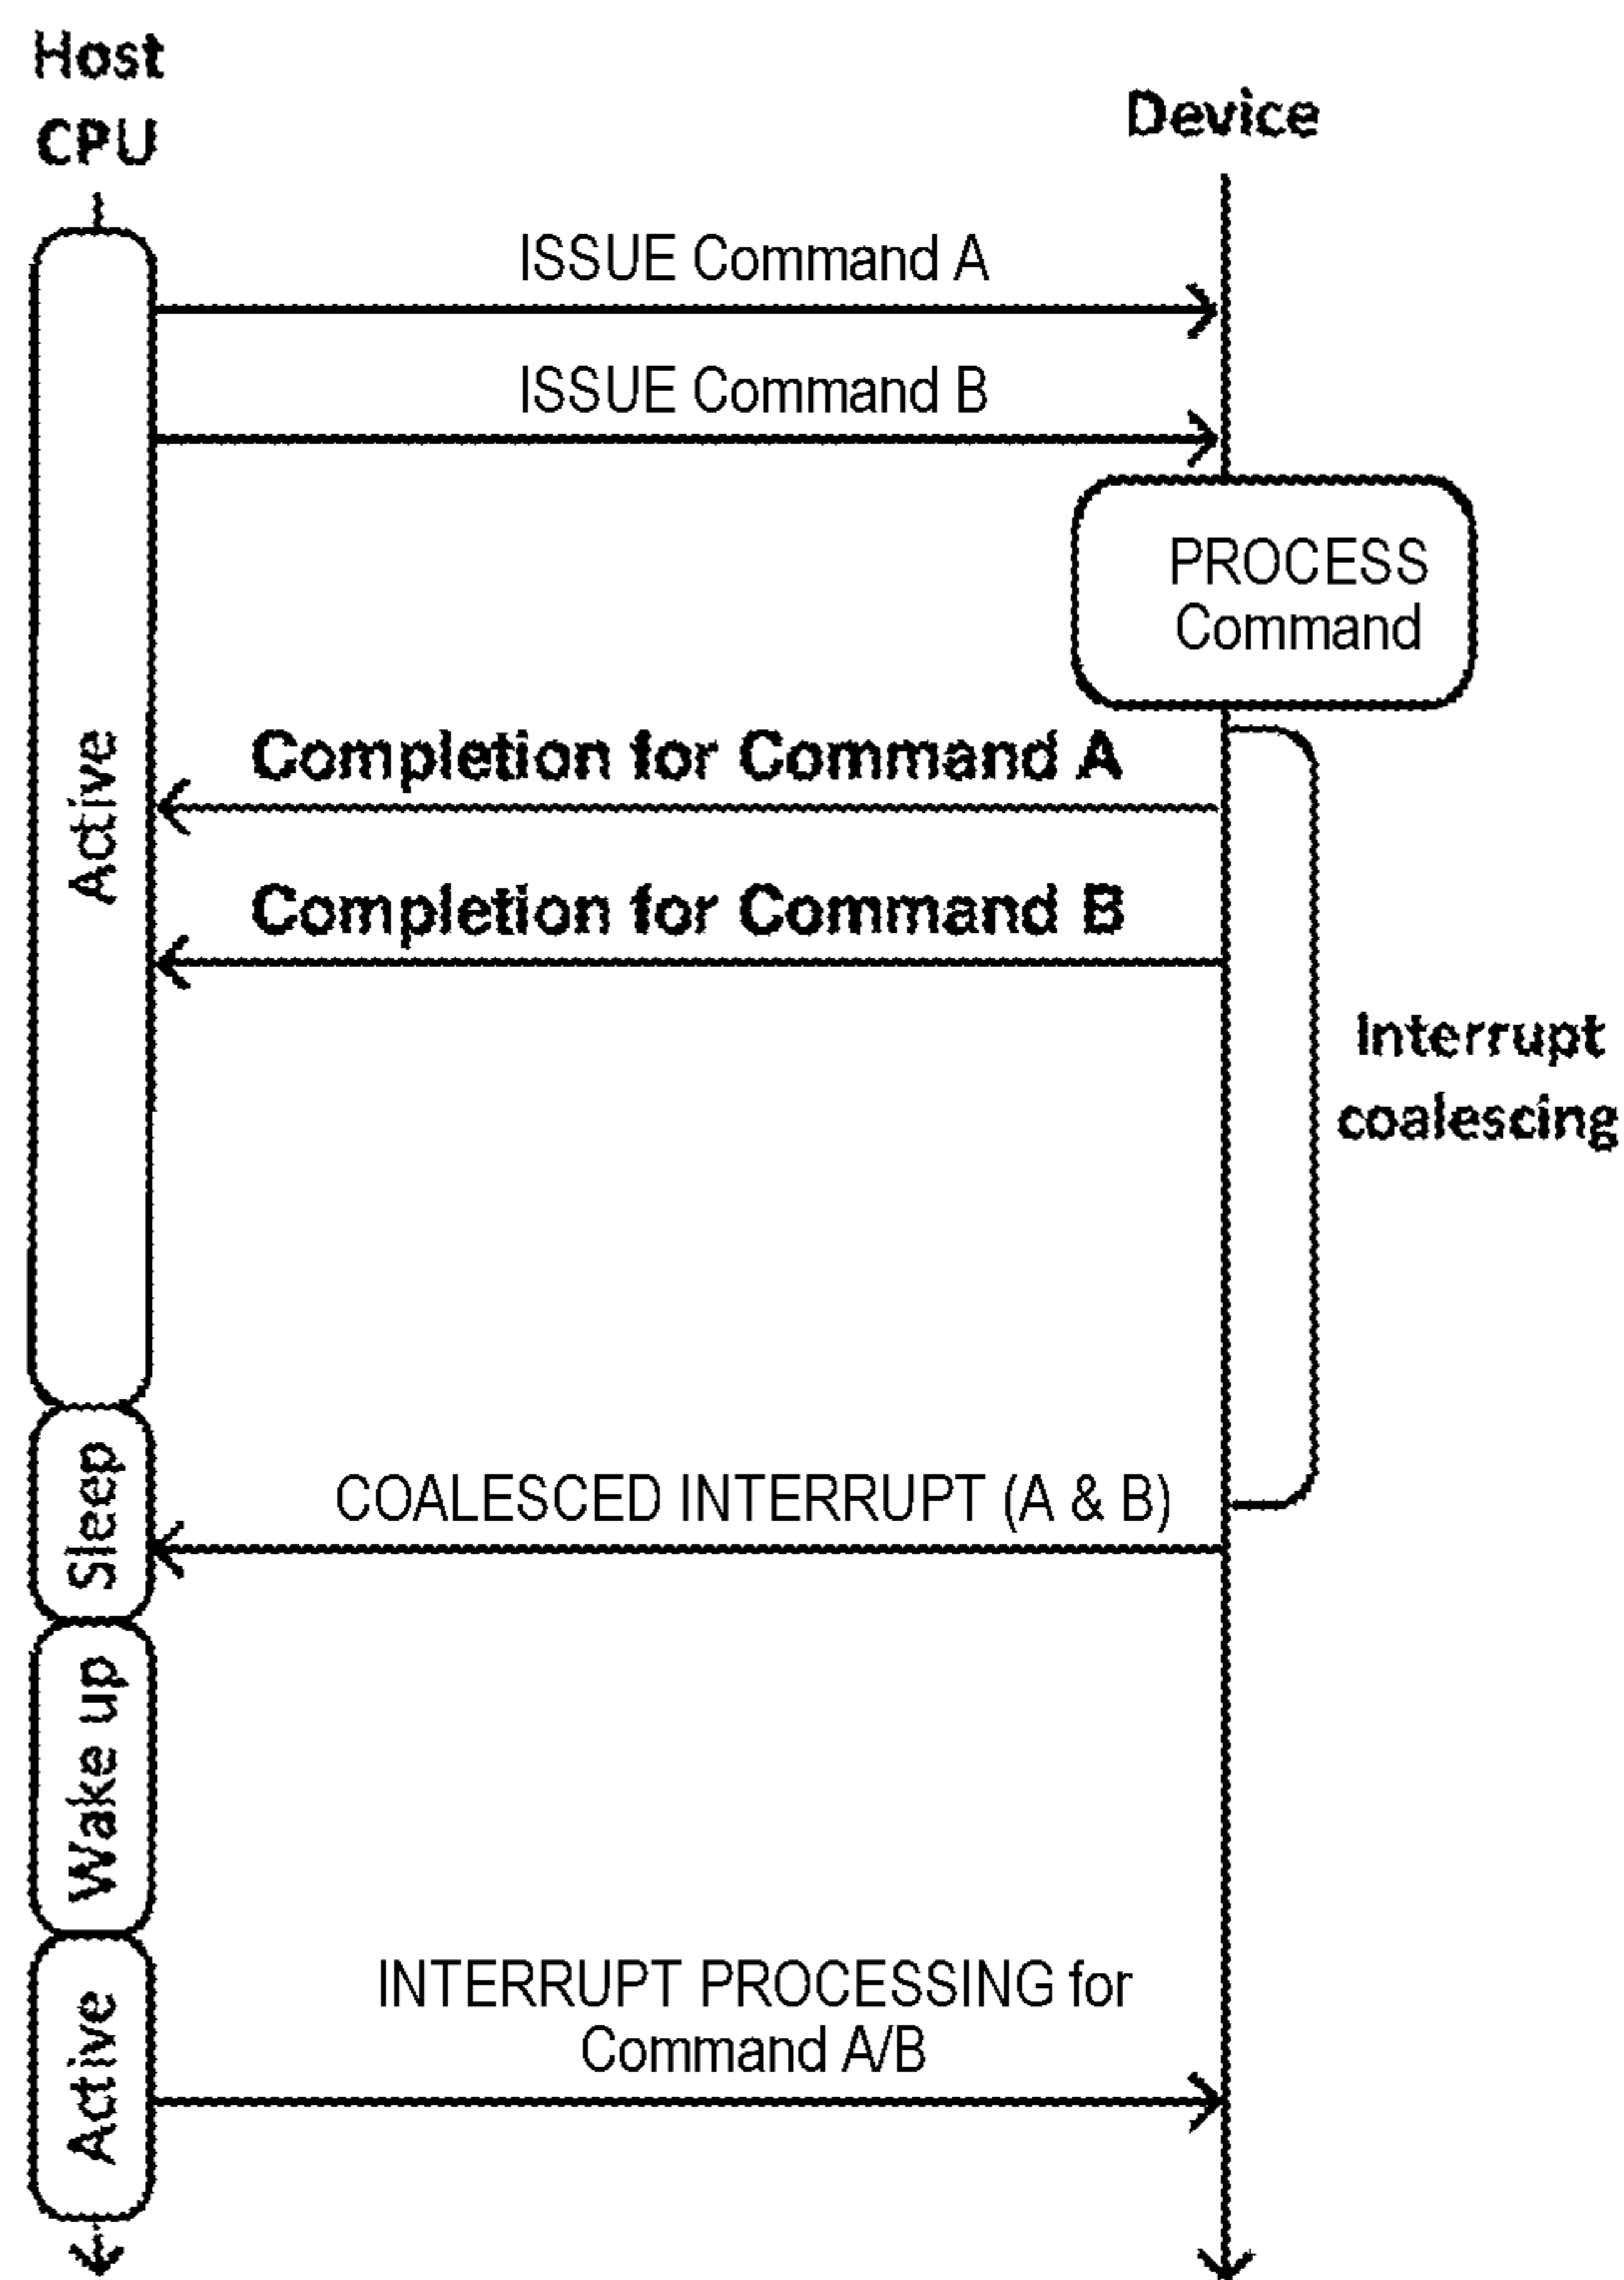 Host
CPU
Device
ISSUE Command A
ISSUE Command B
PROCESS
Command
Active
Completion for Command A
Completion for Command B
Interrupt
coalescing
Sleep
COALESCED INTERRUPT (A & B)
Wake up
Active
INTERRUPT PROCESSING for
Command A/B